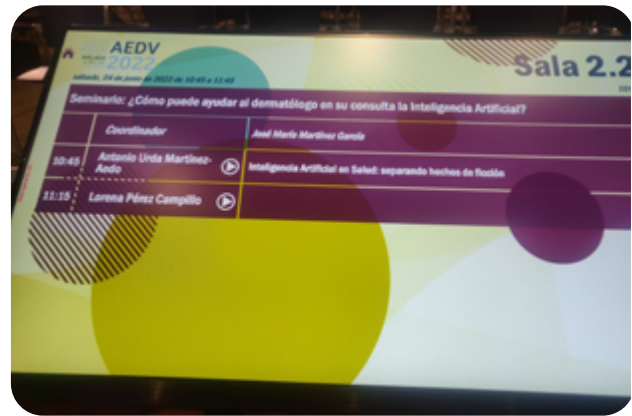 AEDV
2022
sábado, 04 de junio de 2022 de 10:45 a 11:45
Sala 2.2
Seminario: ¿Cómo puede ayudar al dermatólogo en su consulta la Inteligencia Artificial?
Coordinador
José María Martínez García
10:45
Antonio Urda Martínez-
Aedo
Inteligencia Artificial en Salud: separando hechos de ficción
11:15
Lorena Pérez Campillo